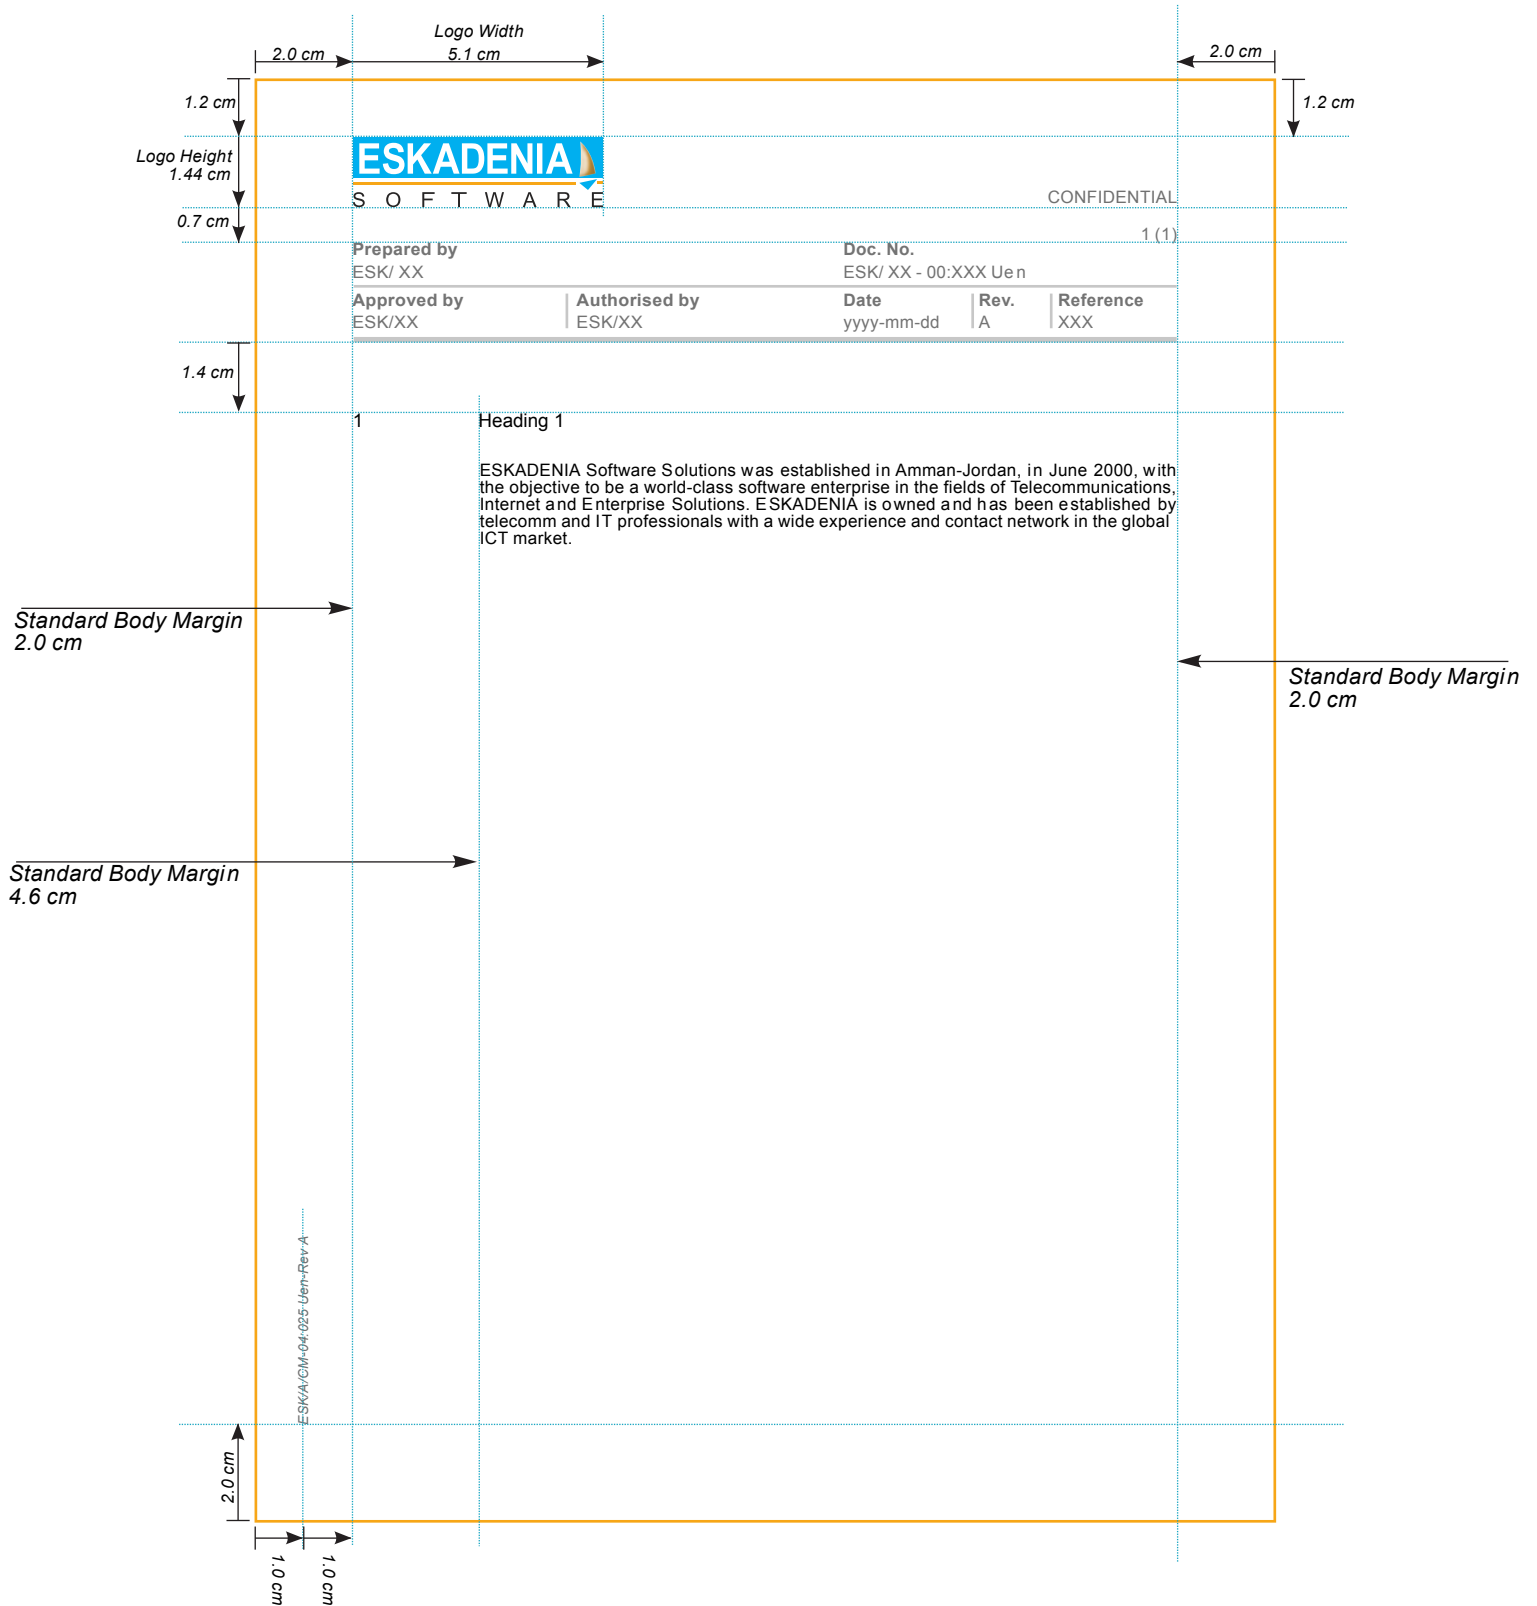 Logo Width
2.0 cm 5.1 cm 2.0 cm
1.2 cm 1.2 cm
Logo Height
1.44 cm
ESKADENIA
SOFTWARE
CONFIDENTIAL
0.7 cm
1 (1)
Prepared by Doc. No.
ESK/ XX ESK/ XX - 00:XXX Uen
Approved by Authorised by Date Rev. Reference
ESK/XX ESK/XX yyyy-mm-dd A XXX
1.4 cm
1 Heading 1
ESKADENIA Software Solutions was established in Amman-Jordan, in June 2000, with
the objective to be a world-class software enterprise in the fields of Telecommunications,
Internet and Enterprise Solutions. ESKADENIA is owned and has been established by
telecomm and IT professionals with a wide experience and contact network in the global
ICT market.
Standard Body Margin
2.0 cm
Standard Body Margin
2.0 cm
Standard Body Margin
4.6 cm
ESK/A/CM-04:025 Uen-Rev A
2.0 cm
1.0 cm
1.0 cm